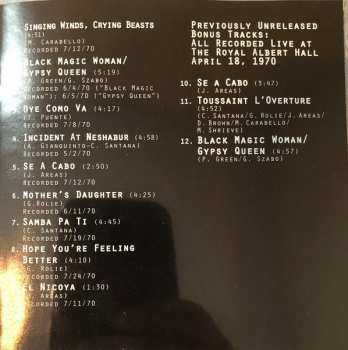 Singing Winds, Crying Beasts
(4:51)
(M. Carabello)
Recorded 7/12/70
Black Magic Woman/
Gypsy Queen (5:19)
(P. Green/G. Szabo)
Recorded 6/4/70 ("Black Magic
Woman"); 6/5/70 ("Gypsy Queen")
Oye Como Va (4:17)
(T. Puente)
Recorded 7/8/70
Incident At Neshabur (4:58)
(A. Gianquinto-C. Santana)
Recorded 5/2/70
5. Se A Cabo (2:50)
(J. Areas)
Recorded 7/12/70
6. Mother's Daughter (4:25)
(G. Rolie)
Recorded 6/11/70
7. Samba Pa Ti (4:45)
(C. Santana)
Recorded 7/19/70
8. Hope You're Feeling
Better (4:10)
(G. Rolie)
Recorded 7/24/70
El Nicoya (1:30)
(J. Areas)
Recorded 7/11/70
Previously Unreleased
Bonus Tracks:
All Recorded Live at
The Royal Albert Hall
April 18, 1970
10. Se A Cabo (3:47)
(J. Areas)
11. Toussaint L'Overture
(4:52)
(C. Santana/G. Rolie/J. Areas/
D. Brown/M. Carabello/
M. Shrieve)
12. Black Magic Woman/
Gypsy Queen (4:57)
(P. Green/G. Szabo)